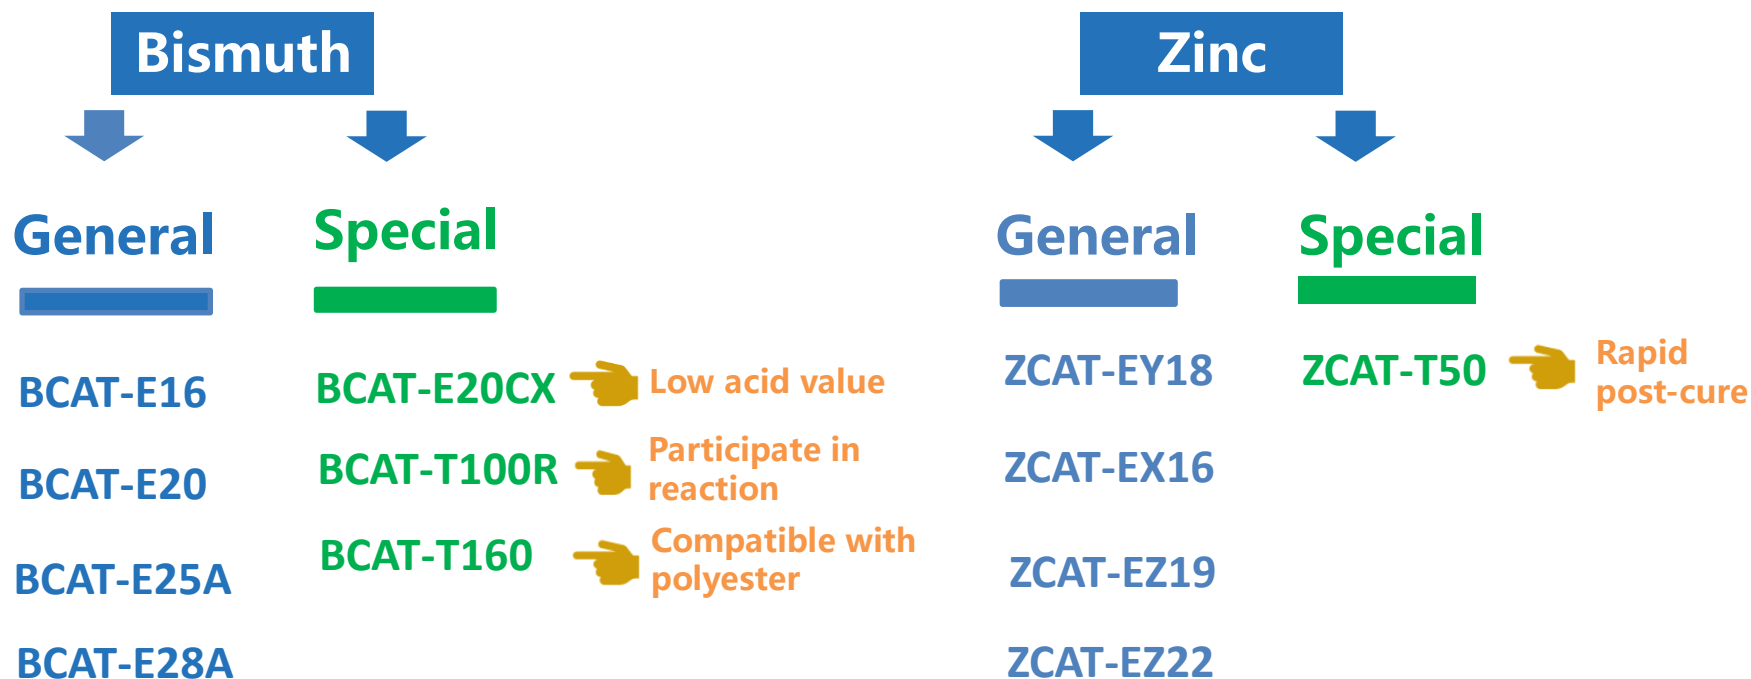 Bismuth
General
Special
BCAT-E16
BCAT-E20
BCAT-E25A
BCAT-E28A
BCAT-E20CX
Low acid value
BCAT-T100R
Participate in
reaction
BCAT-T160
Compatible with
polyester
Zinc
General
Special
ZCAT-EY18
ZCAT-EX16
ZCAT-EZ19
ZCAT-EZ22
ZCAT-T50
Rapid
post-cure